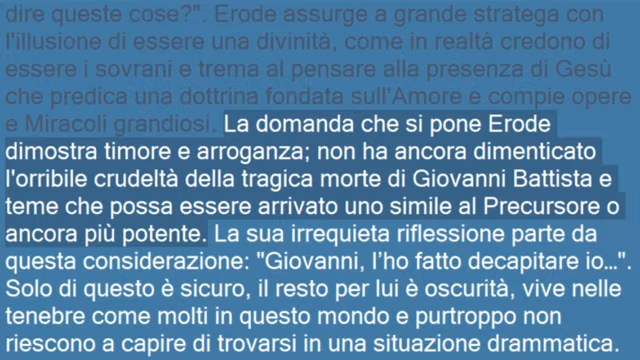 dire queste cose?". Erode assurge a grande stratega con
l'illusione di essere una divinità, come in realtà credono di
essere i sovrani e trema al pensare alla presenza di Gesù
che predica una dottrina fondata sull'Amore e compie opere
e Miracoli grandiosi. La domanda che si pone Erode
dimostra timore e arroganza; non ha ancora dimenticato
l'orribile crudeltà della tragica morte di Giovanni Battista e
teme che possa essere arrivato uno simile al Precursore o
ancora più potente. La sua irrequieta riflessione parte da
questa considerazione: "Giovanni, l’ho fatto decapitare io…".
Solo di questo è sicuro, il resto per lui è oscurità, vive nelle
tenebre come molti in questo mondo e purtroppo non
riescono a capire di trovarsi in una situazione drammatica.